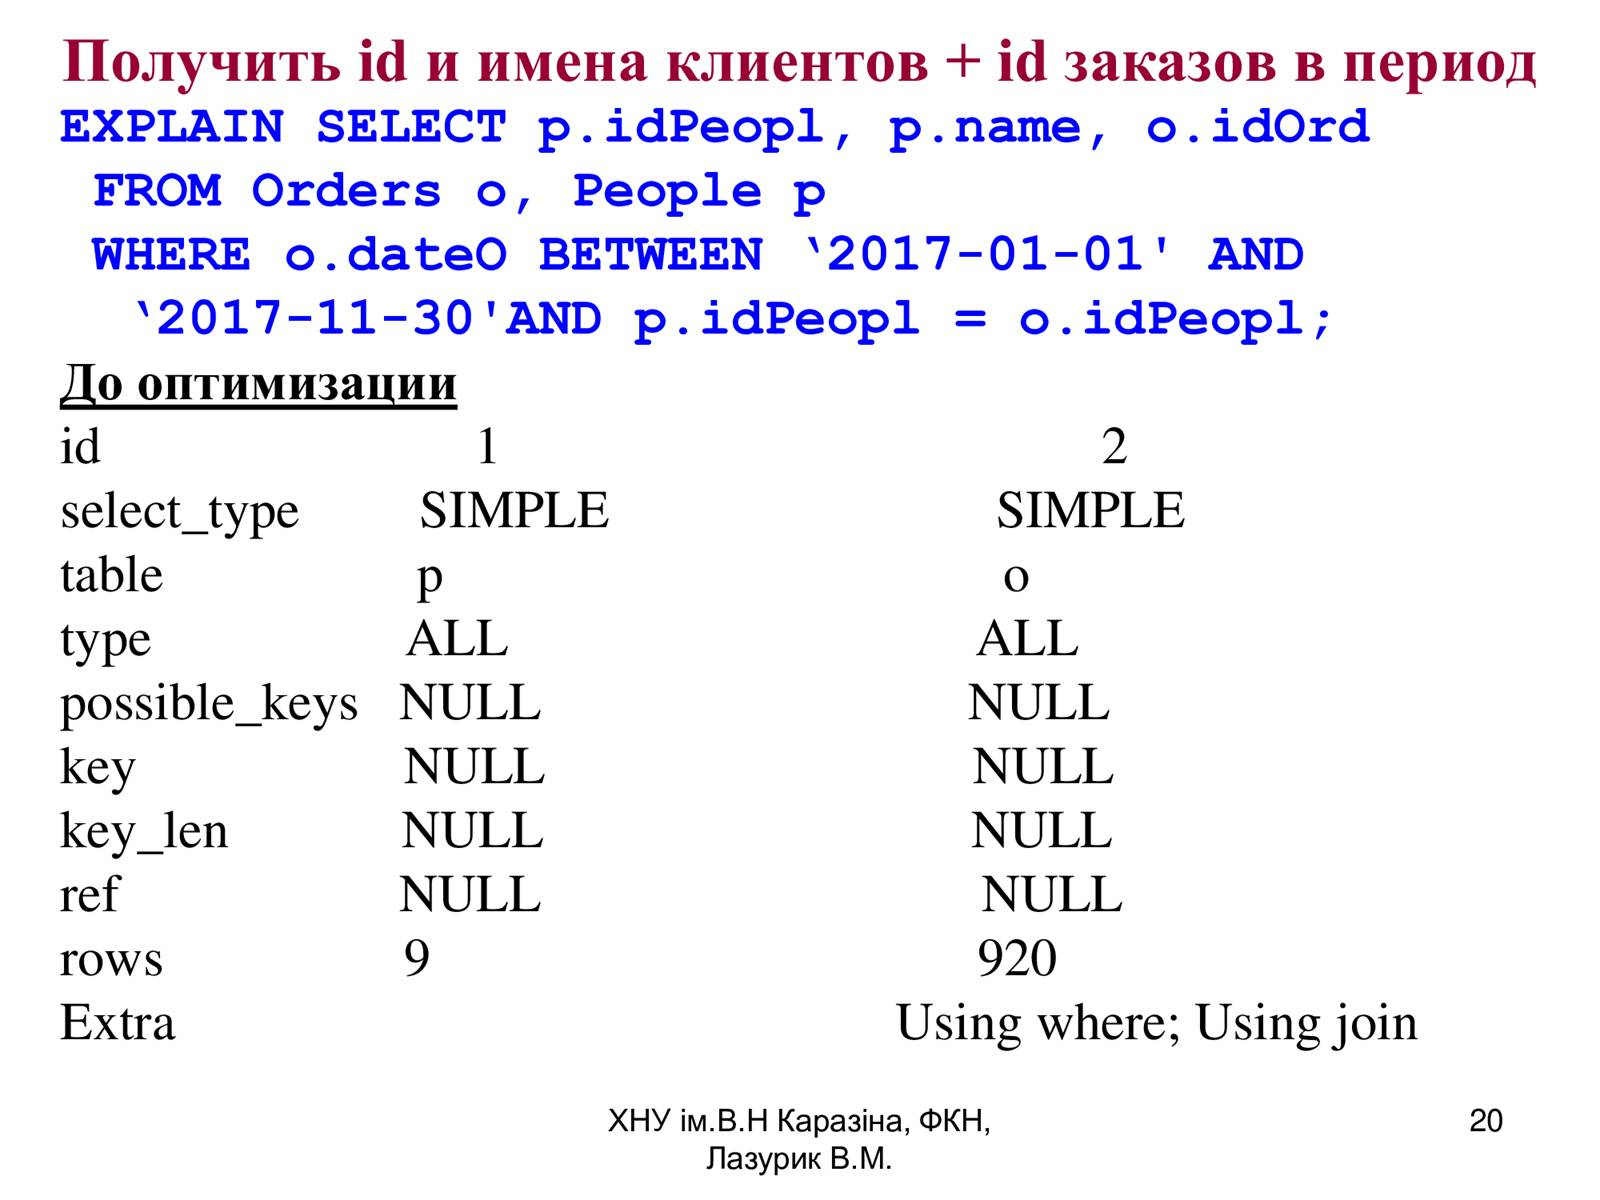 Получить id и имена клиентов + id заказов в период
EXPLAIN SELECT p.idPeopl, p.name, o.idOrd
FROM Orders o, People p
WHERE o.dateO BETWEEN ‘2017-01-01' AND
‘2017-11-30'AND p.idPeopl = o.idPeopl;
До оптимизации
id 1 2
select_type SIMPLE SIMPLE
table p o
type ALL ALL
possible_keys NULL NULL
key NULL NULL
key_len NULL NULL
ref NULL NULL
rows 9 920
Extra Using where; Using join
ХНУ ім.В.Н Каразіна, ФКН, 20
Лазурик В.М.